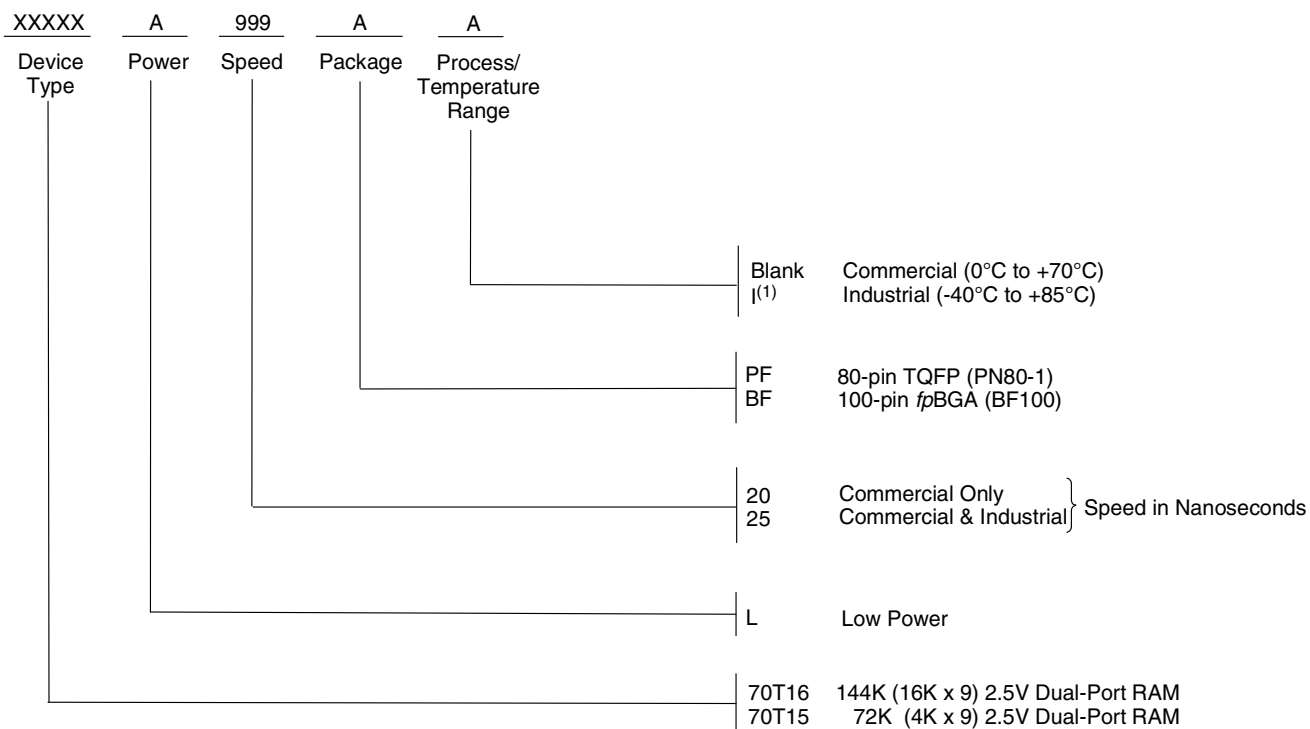 XXXXX A 999 A A
Device Type Power Speed Package Process/ Temperature Range
Blank Commercial (0°C to +70°C)
I(1) Industrial (-40°C to +85°C)
PF 80-pin TQFP (PN80-1)
BF 100-pin fpBGA (BF100)
20 Commercial Only
25 Commercial & Industrial
Speed in Nanoseconds
L Low Power
70T16 144K (16K x 9) 2.5V Dual-Port RAM
70T15 72K (4K x 9) 2.5V Dual-Port RAM